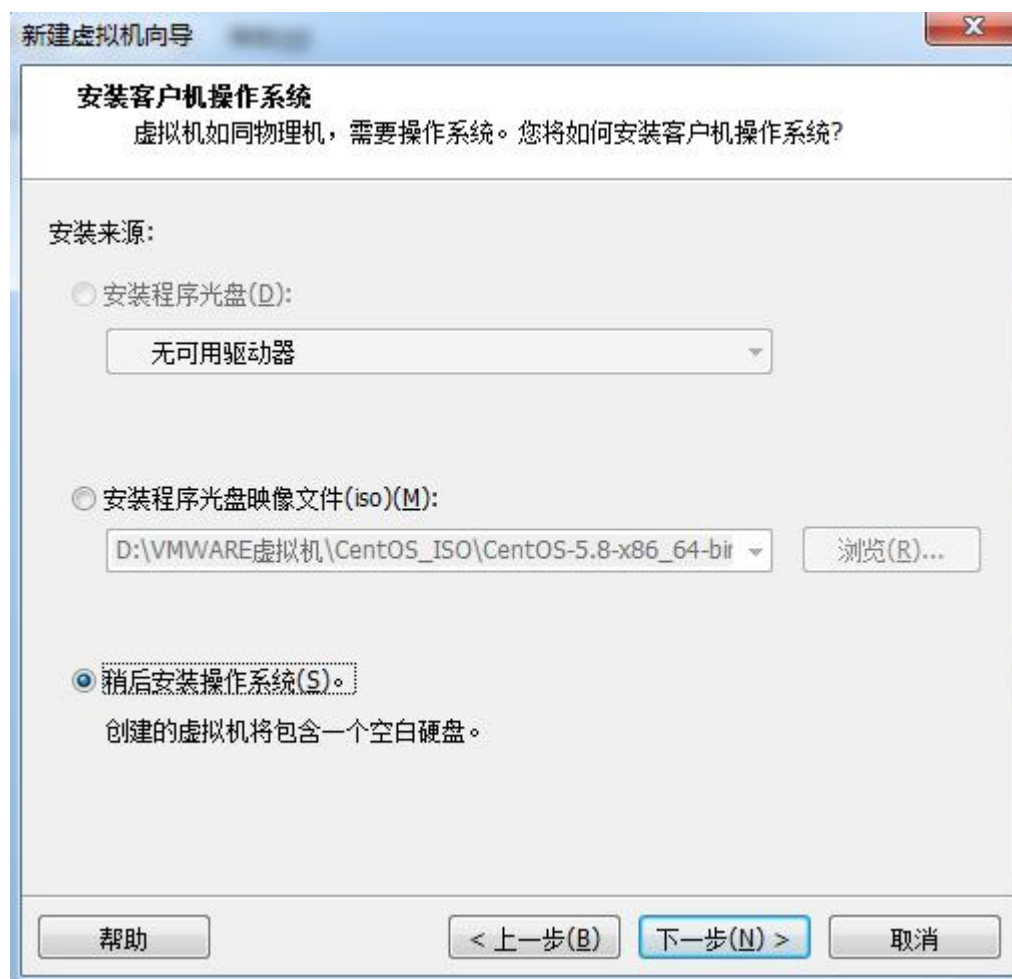 新建虚拟机向导
安装客户机操作系统
虚拟机如同物理机，需要操作系统。您将如何安装客户机操作系统?
安装来源:
安装程序光盘(D):
无可用驱动器
安装程序光盘映像文件(iso)(M):
D:\VMWARE虚拟机\CentOS_ISO\CentOS-5.8-x86_64-bin
浏览(R)...
稍后安装操作系统(S)。
创建的虚拟机将包含一个空白硬盘。
帮助
< 上一步(B)
下一步(N) >
取消